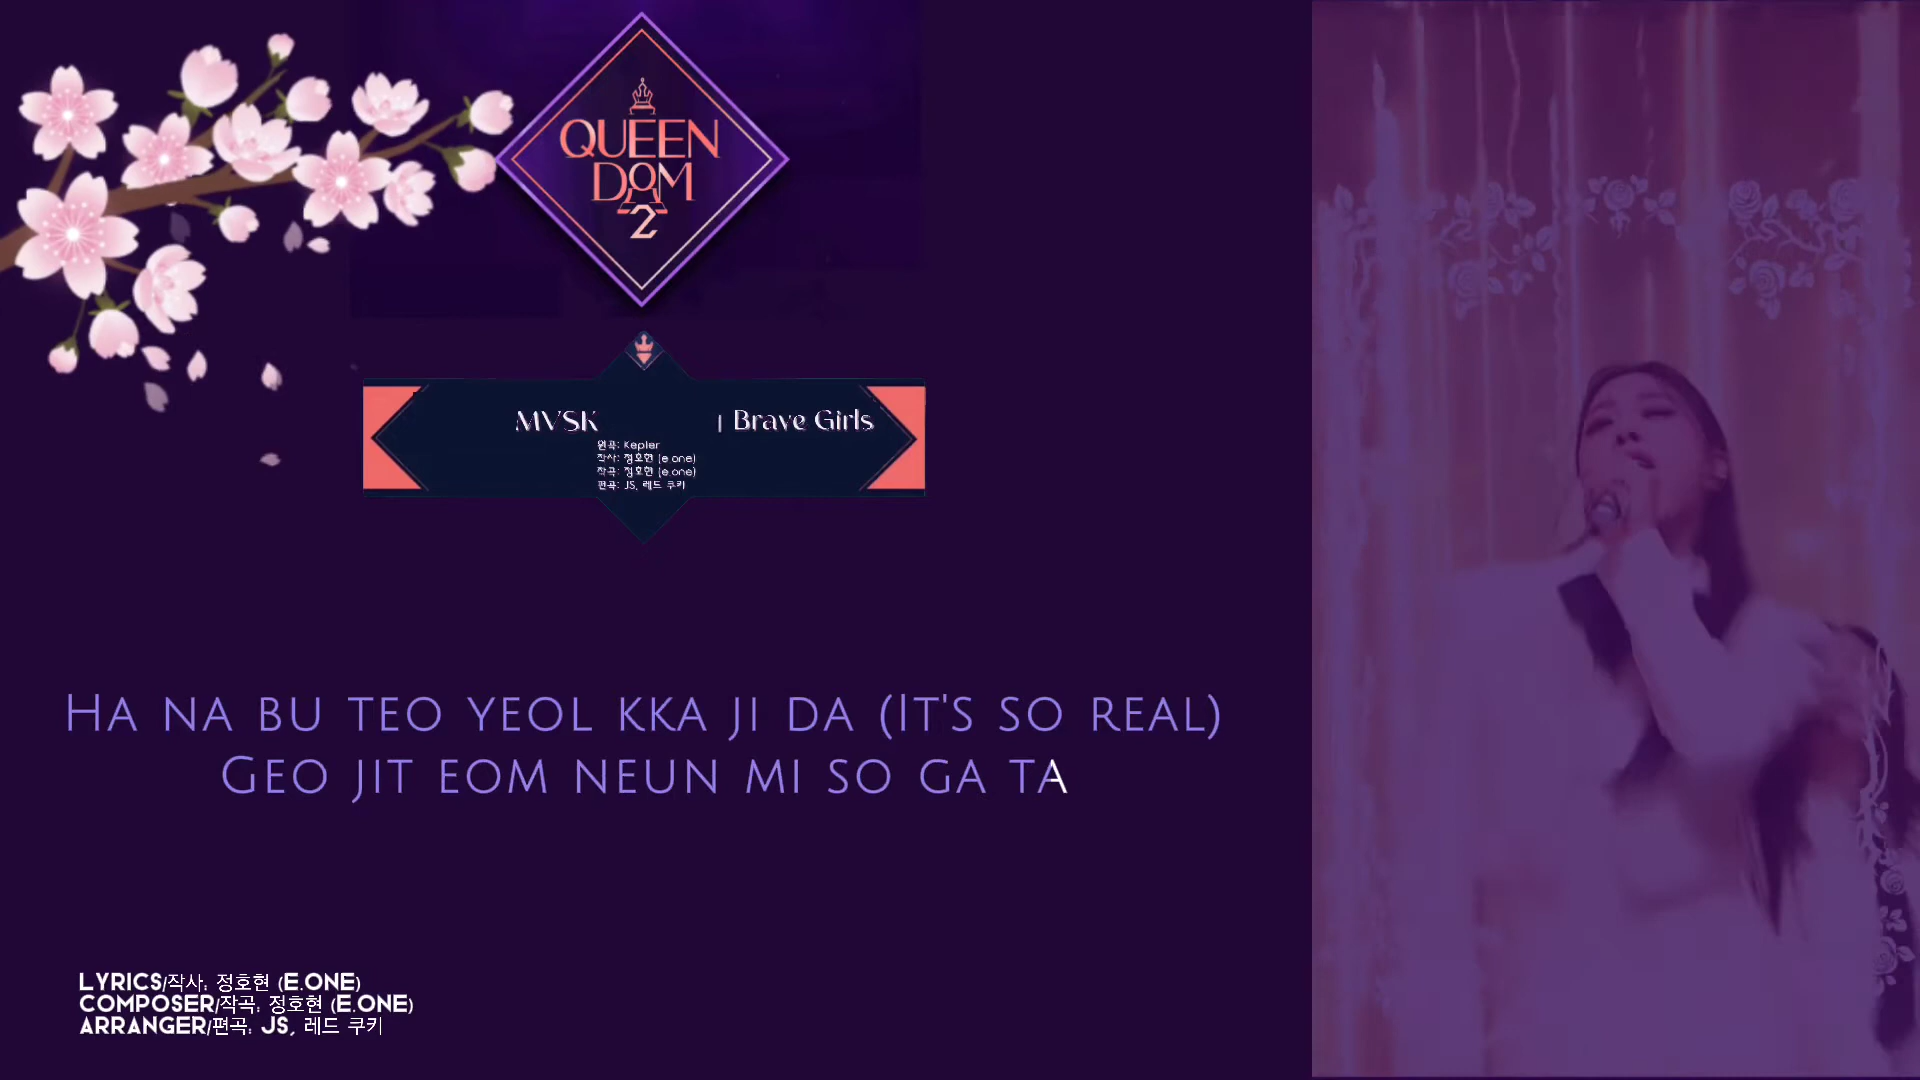 QUEEN
DOM
2
MVSK | Brave Girls
원곡: Kep1er
작사: 정호현 (e.one)
작곡: 정호현 (e.one)
편곡: JS, 레드 쿠키
Ha na bu teo yeol kka ji da (It's so real)
Geo jit eom neun mi so ga ta
LYRICS/작사: 정호현 (E.ONE)
COMPOSER/작곡: 정호현 (E.ONE)
ARRANGER/편곡: JS, 레드 쿠키